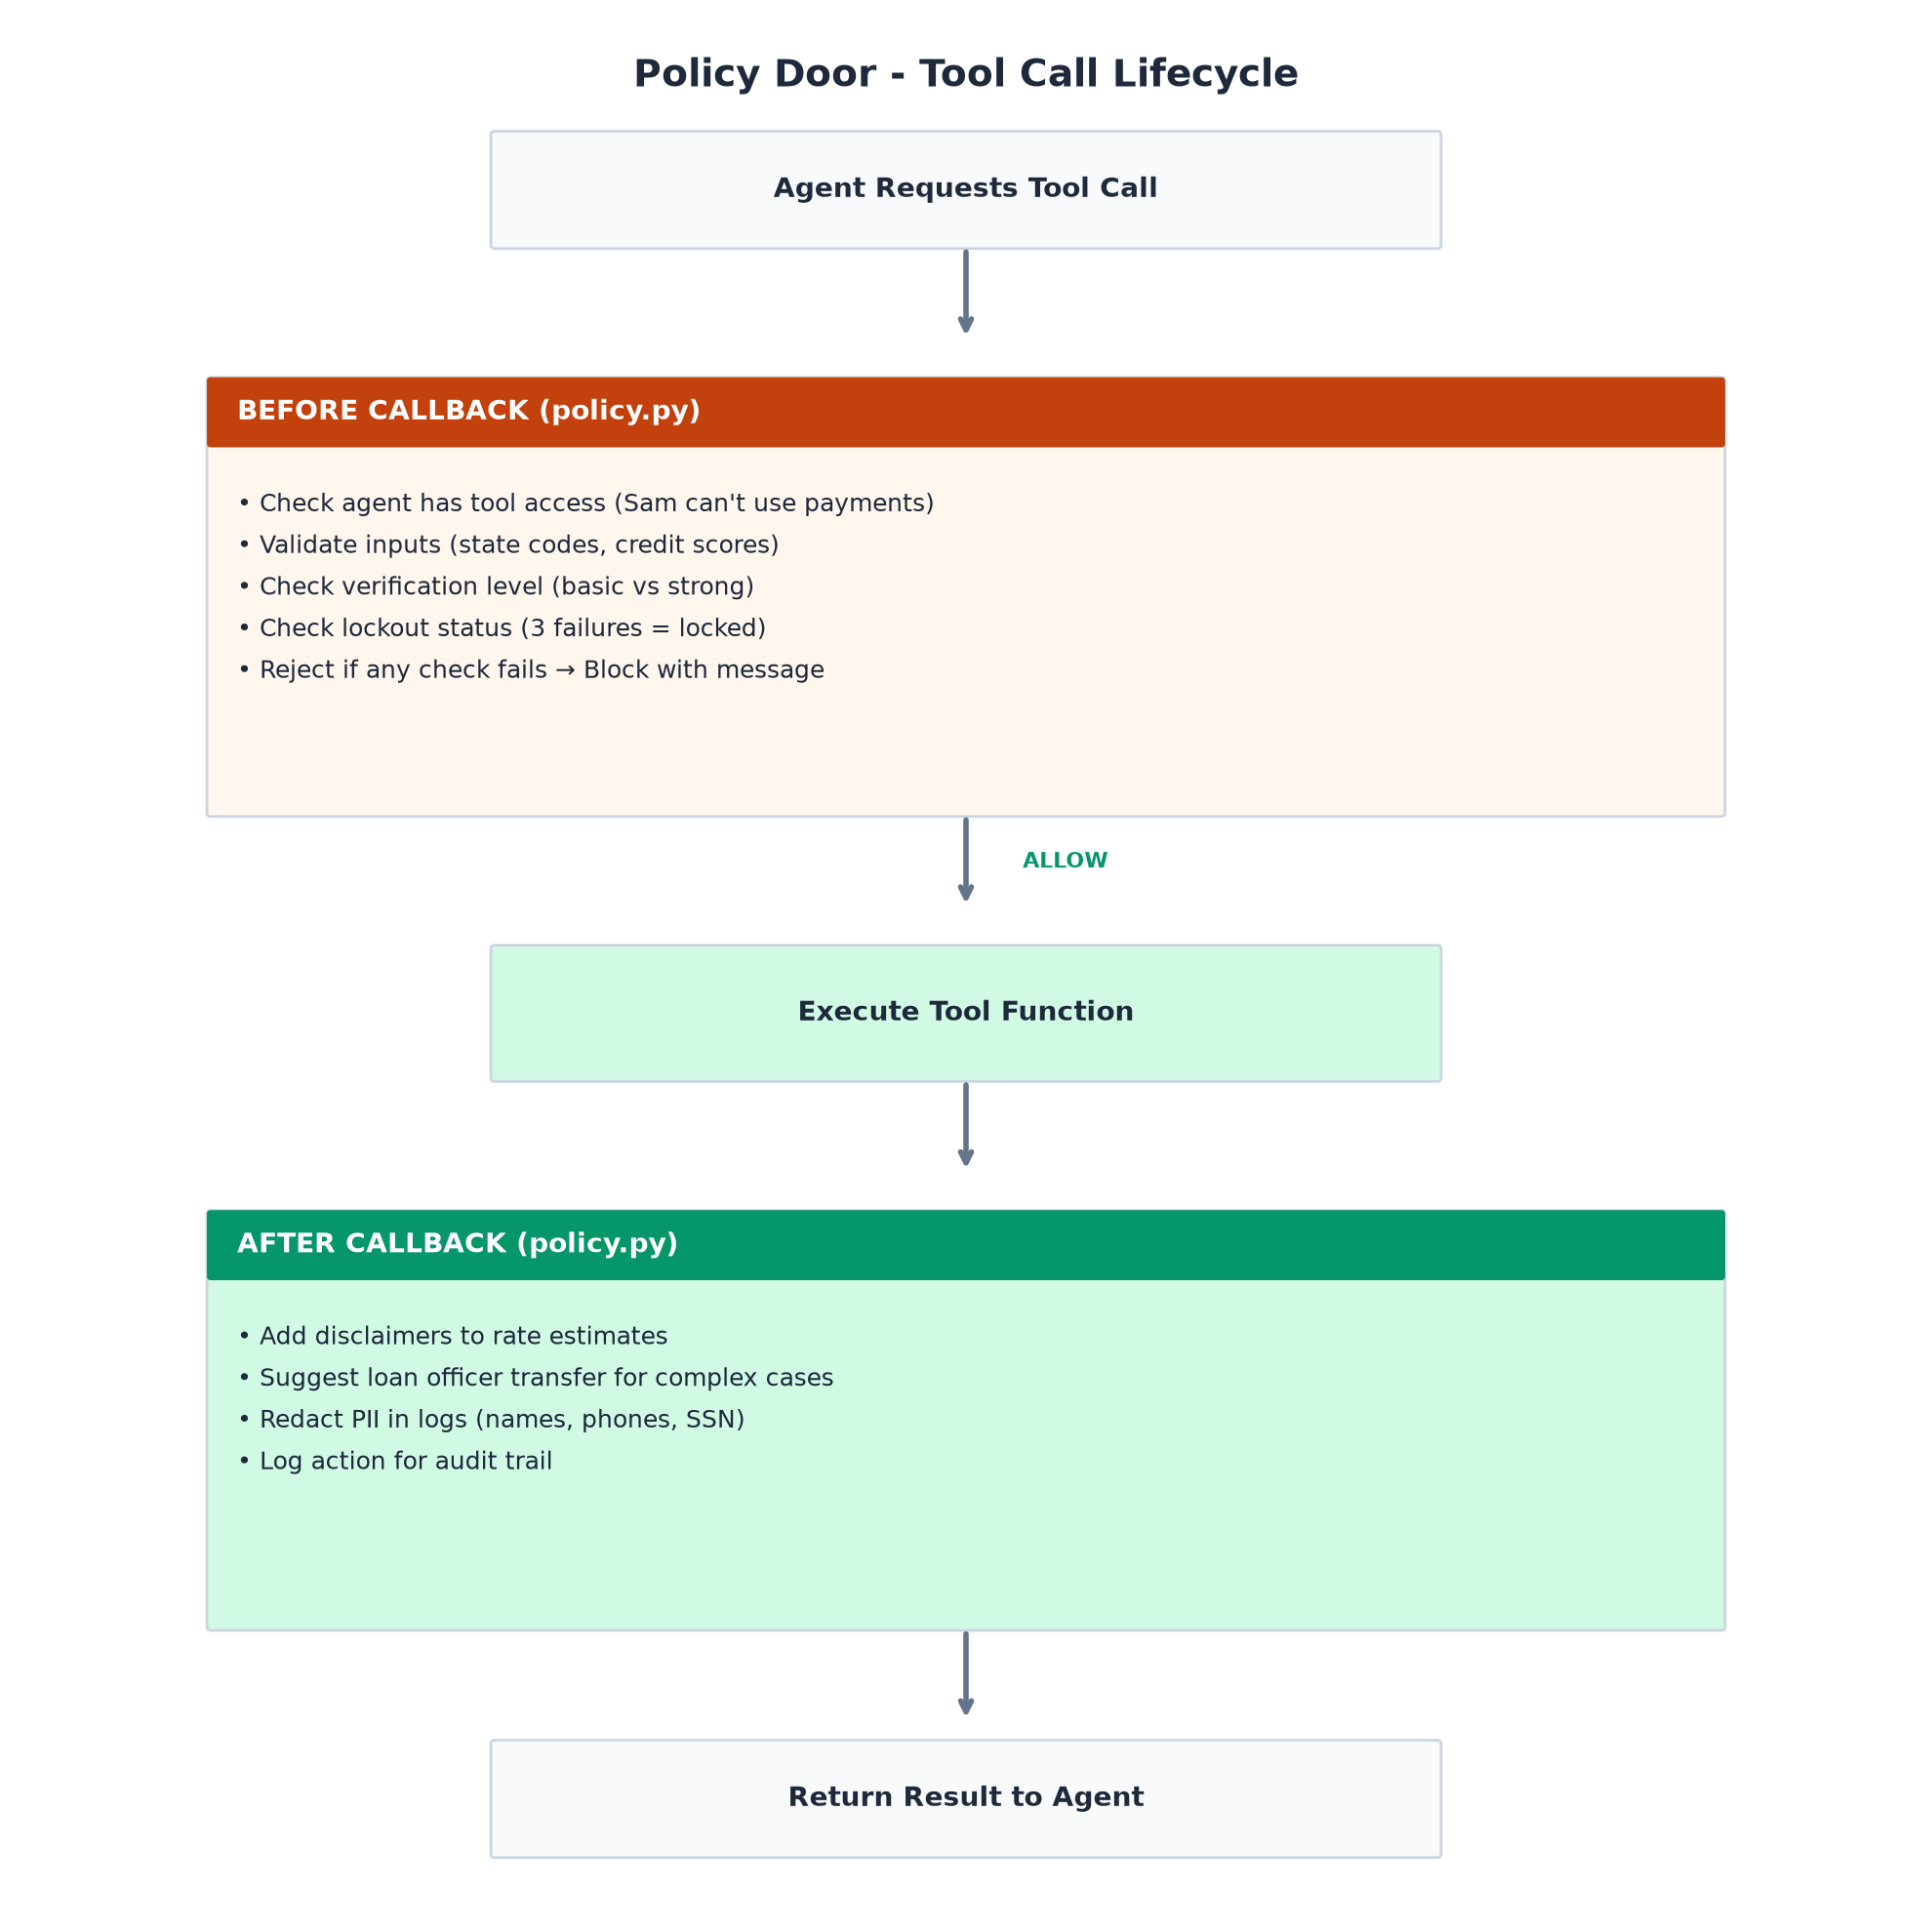 Policy Door - Tool Call Lifecycle
Agent Requests Tool Call
BEFORE CALLBACK (policy.py)
• Check agent has tool access (Sam can't use payments)
• Validate inputs (state codes, credit scores)
• Check verification level (basic vs strong)
• Check lockout status (3 failures = locked)
• Reject if any check fails → Block with message
ALLOW
Execute Tool Function
AFTER CALLBACK (policy.py)
• Add disclaimers to rate estimates
• Suggest loan officer transfer for complex cases
• Redact PII in logs (names, phones, SSN)
• Log action for audit trail
Return Result to Agent